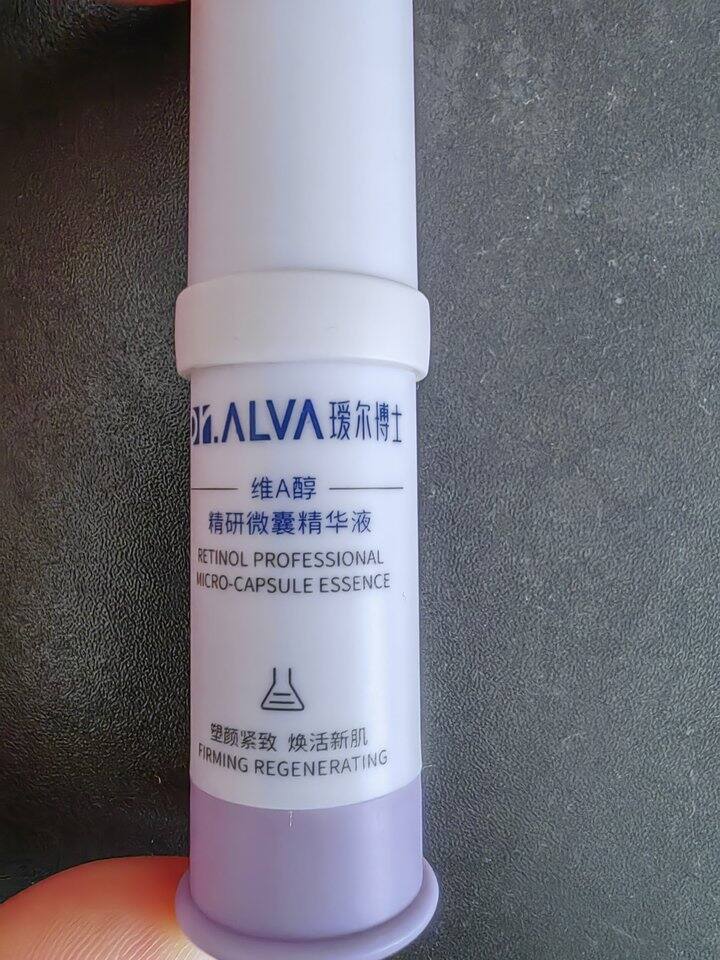 Dr.ALVA 瑷尔博士
维A醇
精研微囊精华液
RETINOL PROFESSIONAL
MICRO-CAPSULE ESSENCE
塑颜紧致 焕活新肌
FIRMING REGENERATING